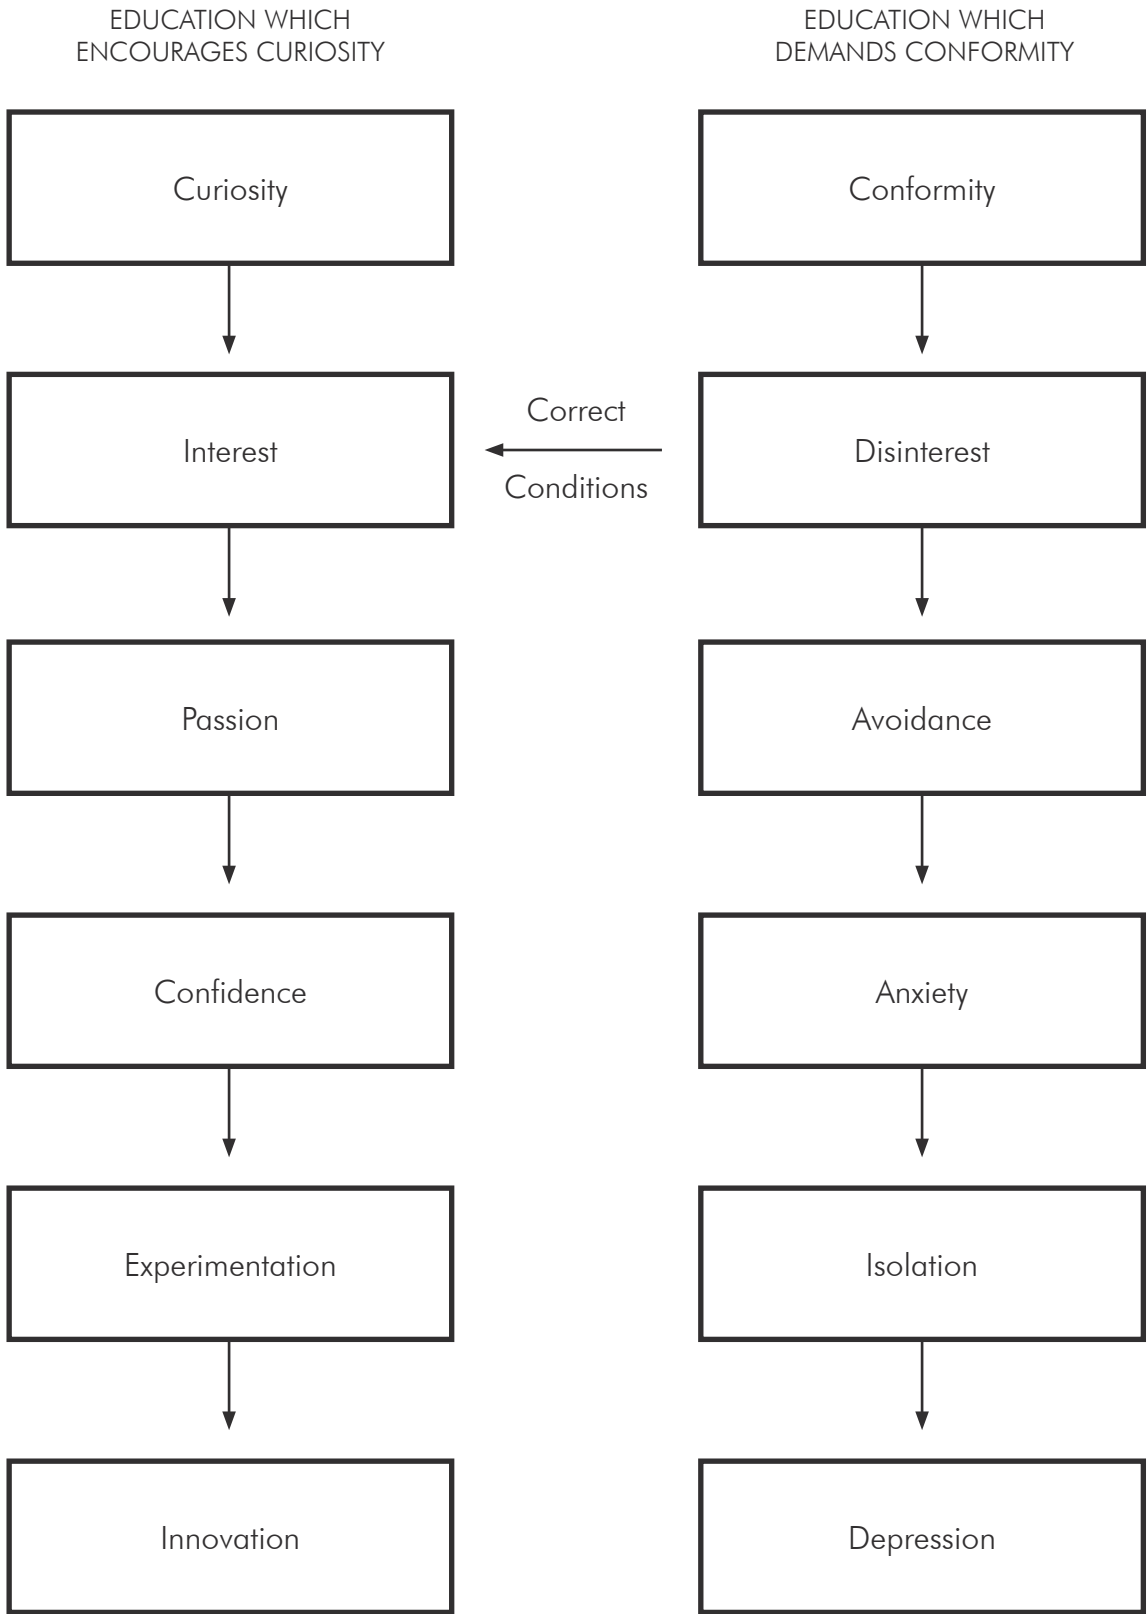 EDUCATION WHICH
ENCOURAGES CURIOSITY
EDUCATION WHICH
DEMANDS CONFORMITY
Curiosity
Conformity
Interest
Correct
Conditions
Disinterest
Passion
Avoidance
Confidence
Anxiety
Experimentation
Isolation
Innovation
Depression